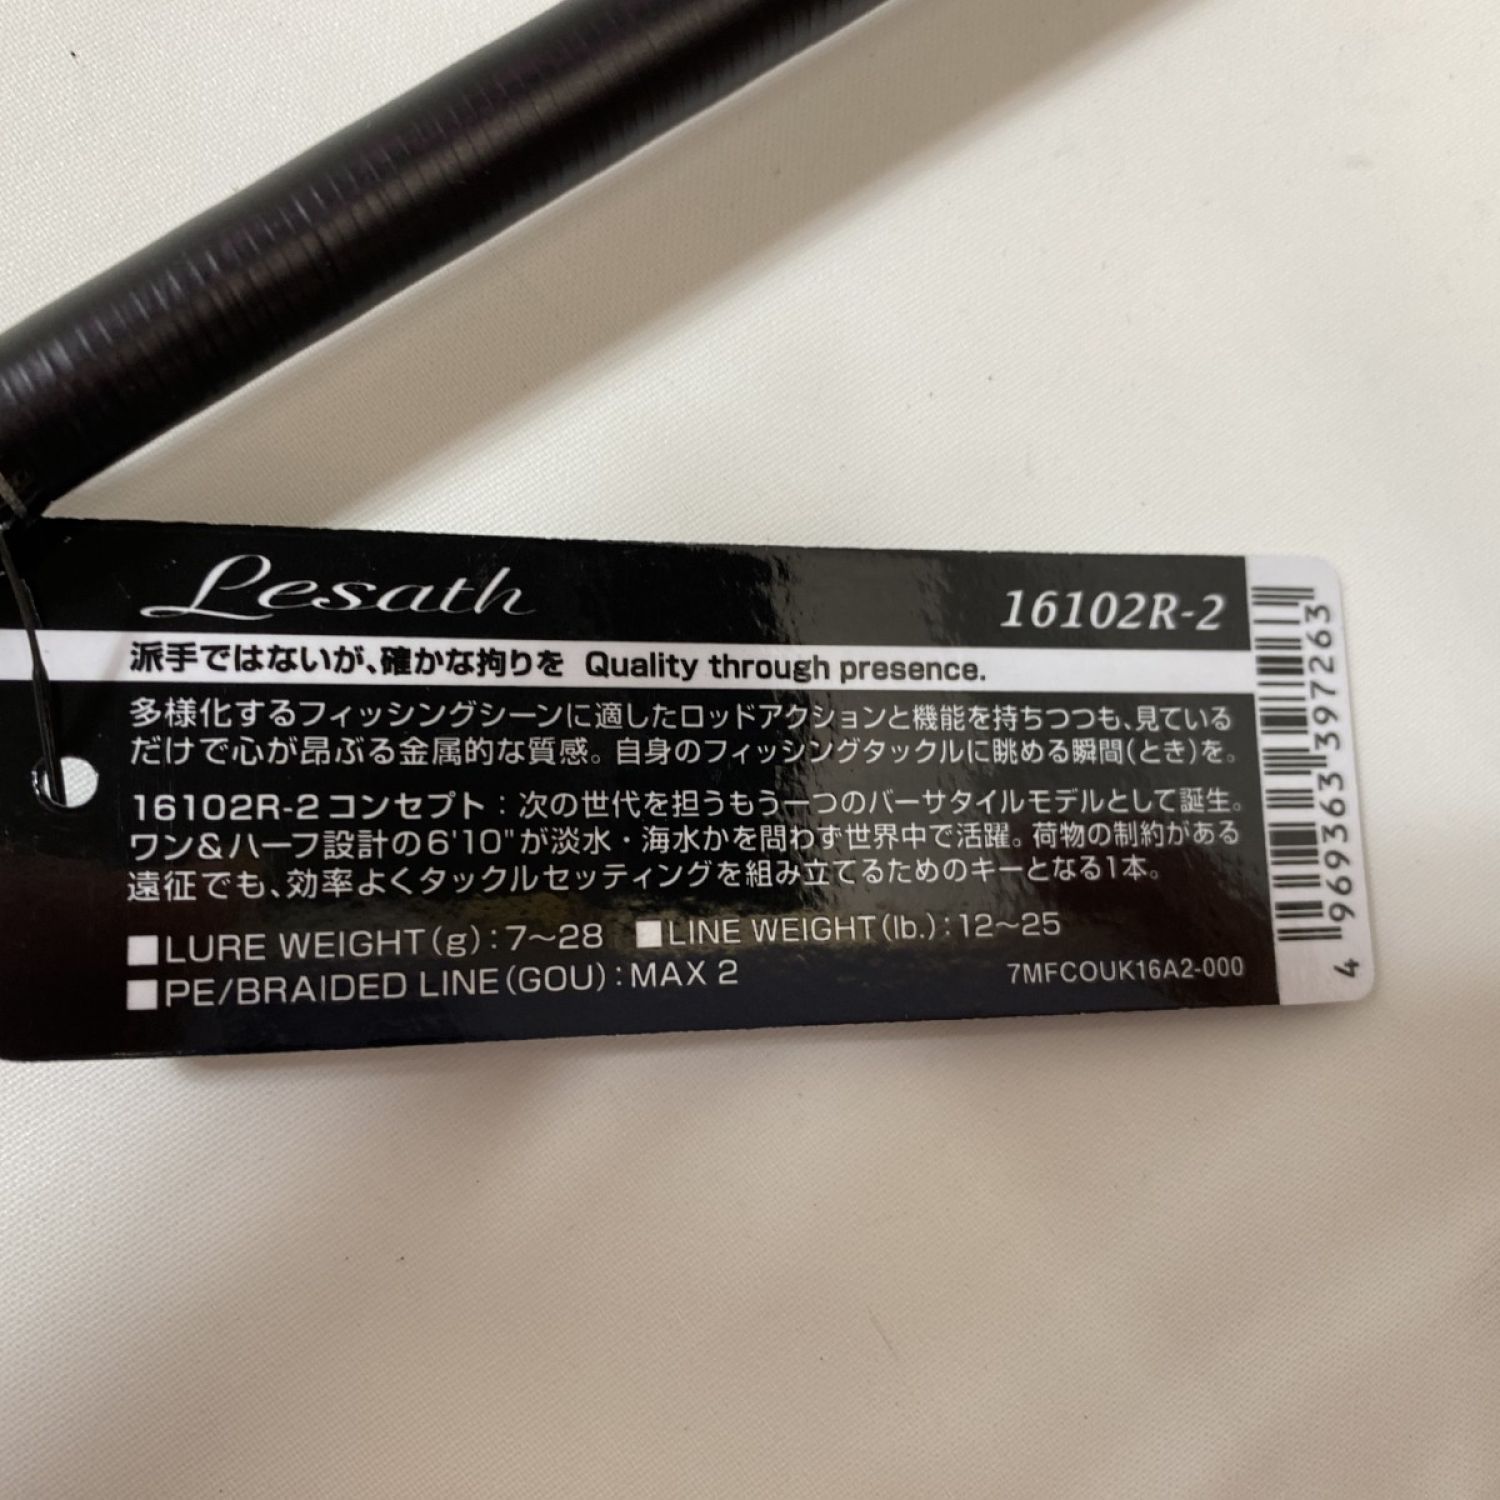 Lesath
16102R-2
派手ではないが、確かな拘りを Quality through presence.
多様化するフィッシングシーンに適したロッドアクションと機能を持ちつつも、見ている
だけで心が昂ぶる金属的な質感。自身のフィッシングタックルに眺める瞬間(とき)を。
16102R-2コンセプト：次の世代を担うもう一つのバーサタイルモデルとして誕生。
ワン&ハーフ設計の6'10"が淡水・海水かを問わず世界中で活躍。荷物の制約がある
遠征でも、効率よくタックルセッティングを組み立てるためのキーとなる1本。
■LURE WEIGHT(g):7〜28 ■LINE WEIGHT(lb.):12〜25
■PE/BRAIDED LINE(GOU):MAX 2
7MFCOUK16A2-000
4 969363 397263